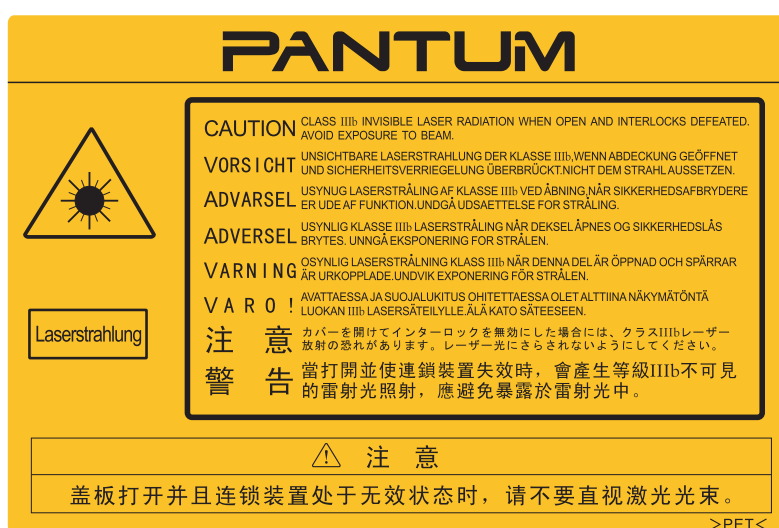 PANTUM
CAUTION CLASS IIIb INVISIBLE LASER RADIATION WHEN OPEN AND INTERLOCKS DEFEATED.
AVOID EXPOSURE TO BEAM.
VORSICHT UNSICHTBARE LASERSTRAHLUNG DER KLASSE IIIb,WENN ABDECKUNG GEÖFFNET
UND SICHERHEITSVERRIEGELUNG ÜBERBRÜCKT.NICHT DEM STRAHL AUSSETZEN.
ADVARSEL USYNUG LASERSTRÅLING AF KLASSE IIIb VED ÅBNING,NÅR SIKKERHEDSAFBRYDERE
ER UDE AF FUNKTION.UNDGÅ UDSAETTELSE FOR STRÅLING.
ADVERSEL USYNLIG KLASSE IIIb LASERSTRÅLING NÅR DEKSEL ÅPNES OG SIKKERHEDSLÅS
BRYTES. UNNGÅ EKSPONERING FOR STRÅLEN.
VARNING OSYNLIG LASERSTRÅLNING KLASS IIIb NÄR DENNA DEL ÄR ÖPPNAD OCH SPÄRRAR
ÄR URKOPPLADE.UNDVIK EXPONERING FÖR STRÅLEN.
VARO! AVATTAESSA JA SUOJALUKITUS OHITETTAESSA OLET ALTTIINA NÄKYMÄTÖNTÄ
LUOKAN IIIb LASERSÄTEILYLLE.ÄLÄ KATO SÄTEESEEN.
Laserstrahlung
注 意 カバーを開けてインターロックを無効にした場合には、クラスIIIbレーザー
放射の恐れがあります。レーザー光にさらされないようにしてください。
警 告 當打開並使連鎖裝置失效時，會產生等級IIIb不可見
的雷射光照射，應避免暴露於雷射光中。
⚠ 注 意
盖板打开并且连锁装置处于无效状态时，请不要直视激光光束。
>PET<